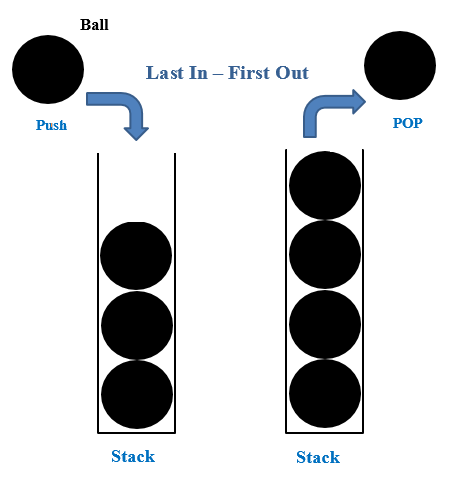 Ball
Last In – First Out
Push
POP
Stack
Stack